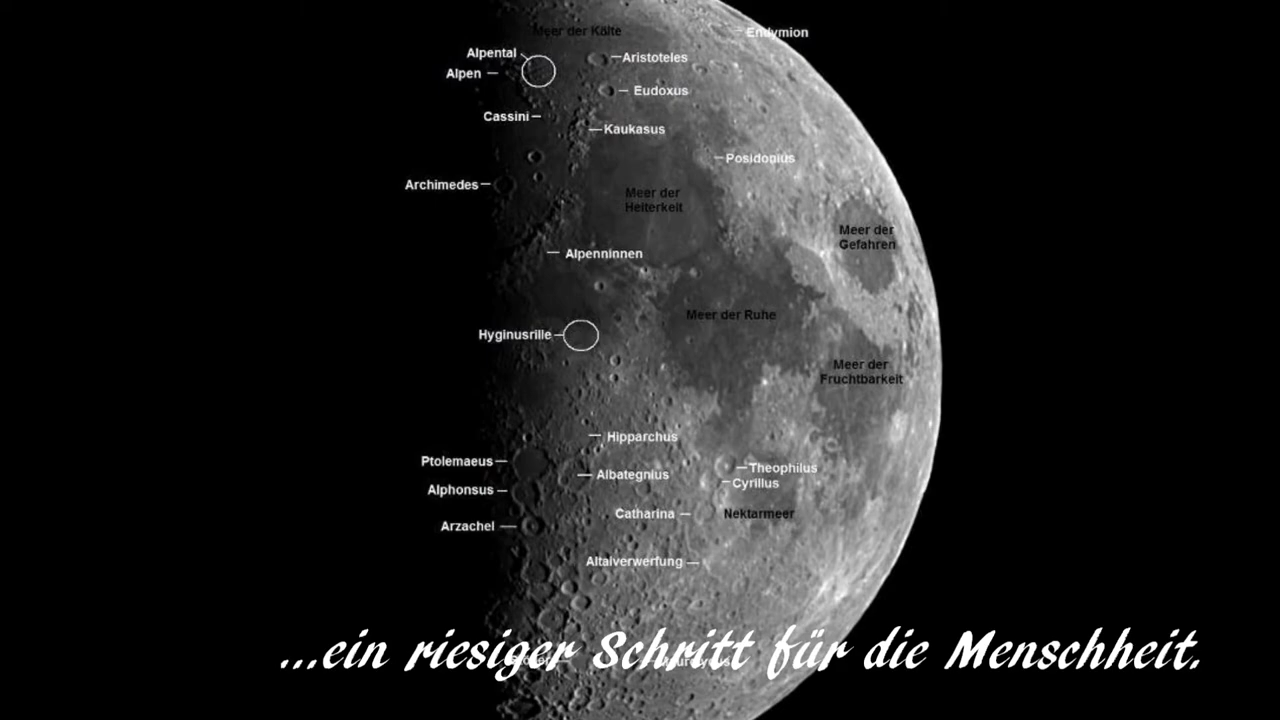 Meer der Kälte
Endymion
Alpental
Aristoteles
Alpen
Eudoxus
Cassini
Kaukasus
Posidonius
Archimedes
Meer der
Heiterkeit
Meer der
Gefahren
Alpenninnen
Meer der Ruhe
Hyginusrille
Meer der
Fruchtbarkeit
Hipparchus
Ptolemaeus
Theophilus
Albategnius
Cyrillus
Alphonsus
Catharina
Nektarmeer
Arzachel
Altaiverwerfung
...ein riesiger Schritt für die Menschheit.